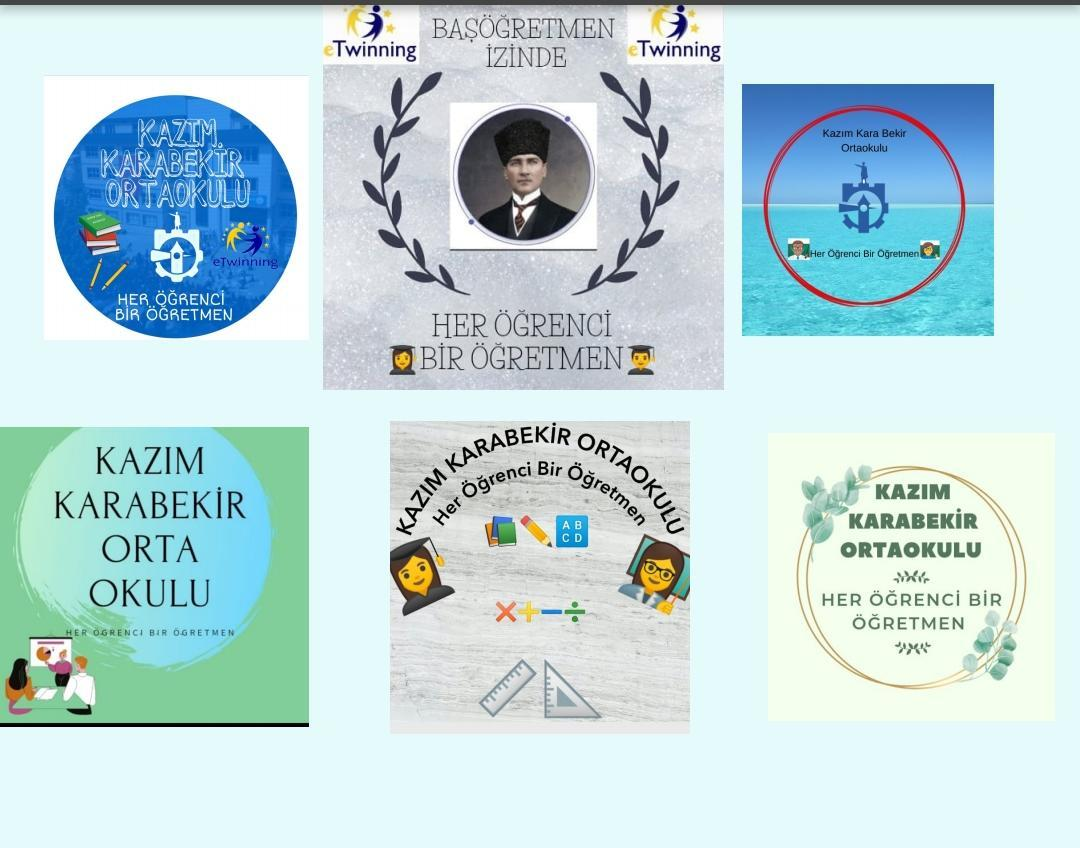 KAZIM
KARABEKİR
ORTAOKULU
eTwinning
HER ÖĞRENCİ
BİR ÖĞRETMEN
eTwinning
eTwinning
BAŞÖĞRETMEN
İZİNDE
HER ÖĞRENCİ
BİR ÖĞRETMEN
Kazım Kara Bekir
Ortaokulu
Her Öğrenci Bir Öğretmen
KAZIM
KARABEKİR
ORTA
OKULU
HER ÖĞRENCİ BİR ÖĞRETMEN
KAZIM KARABEKİR ORTAOKULU
Her Öğrenci Bir Öğretmen
A B
C D
KAZIM
KARABEKİR
ORTAOKULU
HER ÖĞRENCİ BİR
ÖĞRETMEN